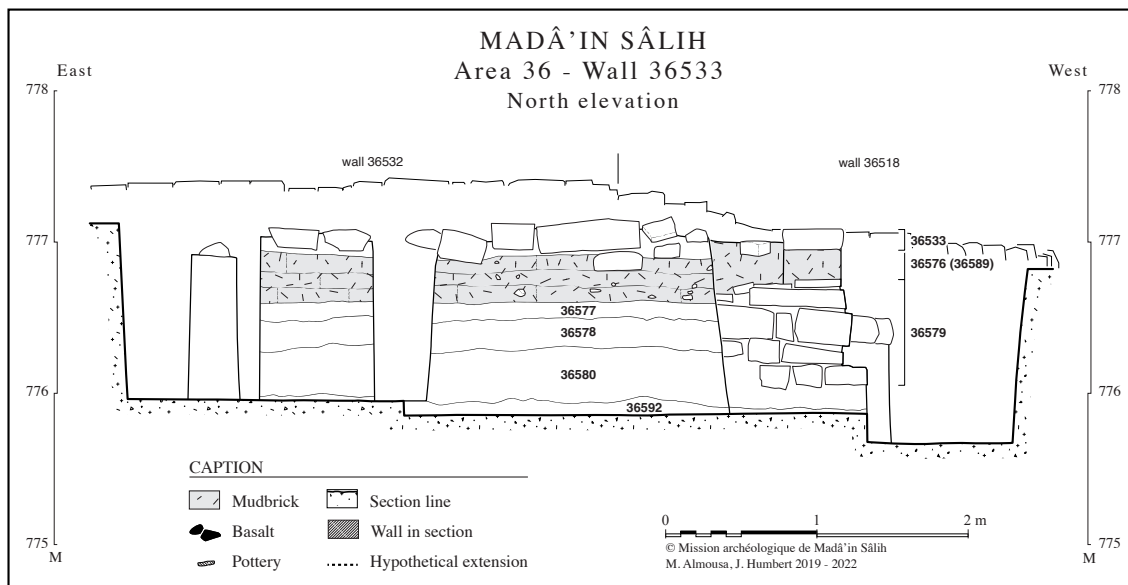 MADÂ’IN SÂLIH
Area 36 - Wall 36533
North elevation
East
West
778
778
wall 36532
wall 36518
777
777
36533
36576 (36589)
36577
36578
36579
36580
776
776
36592
CAPTION
Mudbrick
Section line
Basalt
Wall in section
Pottery
Hypothetical extension
0
1
2 m
© Mission archéologique de Madâ’in Sâlih
M. Almousa, J. Humbert 2019 - 2022
775
775
M
M